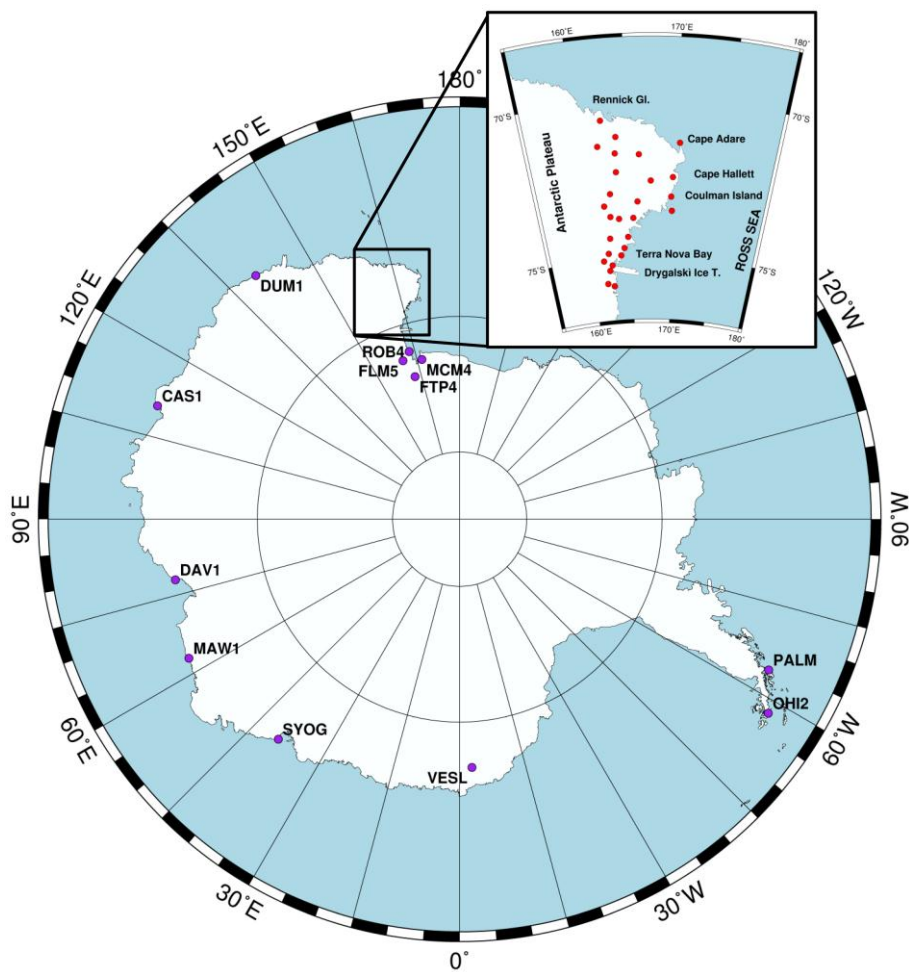 180°
150°E
120°E
90°E
60°E
30°E
0°
30°W
60°W
90°W
120°W
DUM1
CAS1
ROB4
FLM5
MCM4
FTP4
DAV1
MAW1
SYOG
VESL
PALM
OHI2
160°E
170°E
180°
70°S
70°S
75°S
75°S
160°E
170°E
180°
Rennick Gl.
Cape Adare
Cape Hallett
Coulman Island
Antarctic Plateau
ROSS SEA
Terra Nova Bay
Drygalski Ice T.